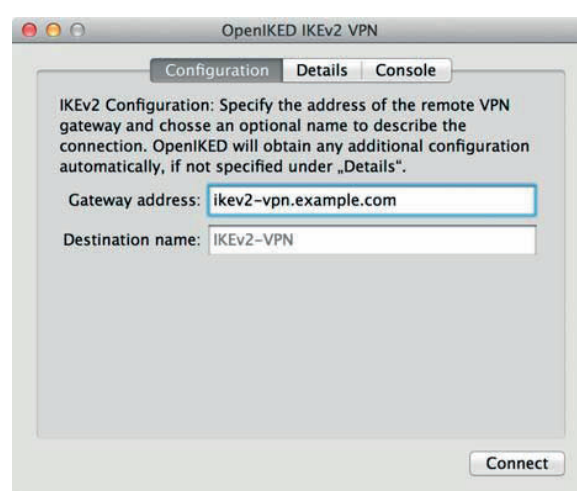 OpenIKED IKEv2 VPN
Configuration Details Console
IKEv2 Configuration: Specify the address of the remote VPN
gateway and chosse an optional name to describe the
connection. OpenIKED will obtain any additional configuration
automatically, if not specified under „Details“.
Gateway address: ikev2-vpn.example.com
Destination name: IKEv2-VPN
Connect